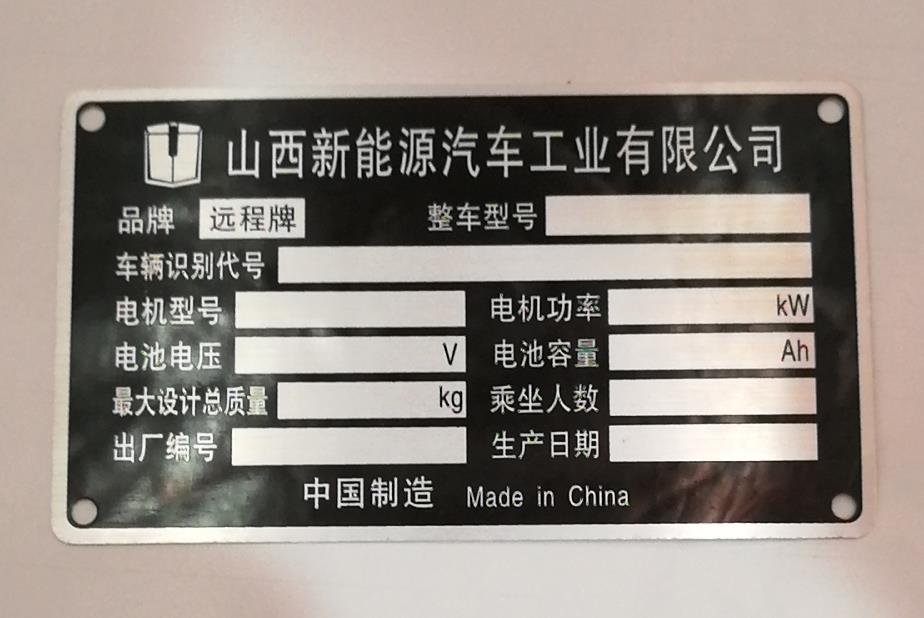 山西新能源汽车工业有限公司
品牌 远程牌 整车型号
车辆识别代号
电机型号 电机功率 kW
电池电压 V 电池容量 Ah
最大设计总质量 kg 乘坐人数
出厂编号 生产日期
中国制造 Made in China